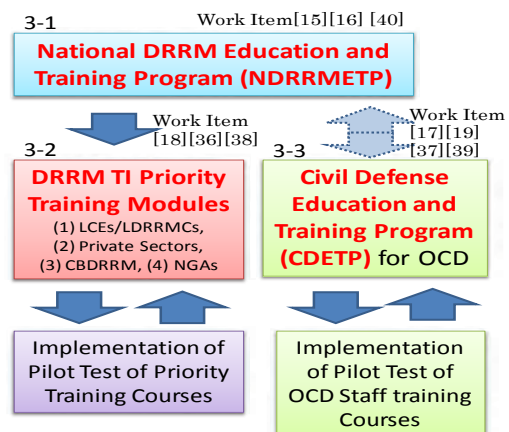 3-1
Work Item[15][16] [40]
National DRRM Education and
Training Program (NDRRMETP)
Work Item
[18][36][38]
Work Item
[17][19]
[37][39]
3-2
DRRM TI Priority
Training Modules
(1) LCEs/LDRRMCs,
(2) Private Sectors,
(3) CBDRRM, (4) NGAs
3-3
Civil Defense
Education and
Training Program
(CDETP) for OCD
Implementation of
Pilot Test of Priority
Training Courses
Implementation
of Pilot Test of
OCD Staff training
Courses